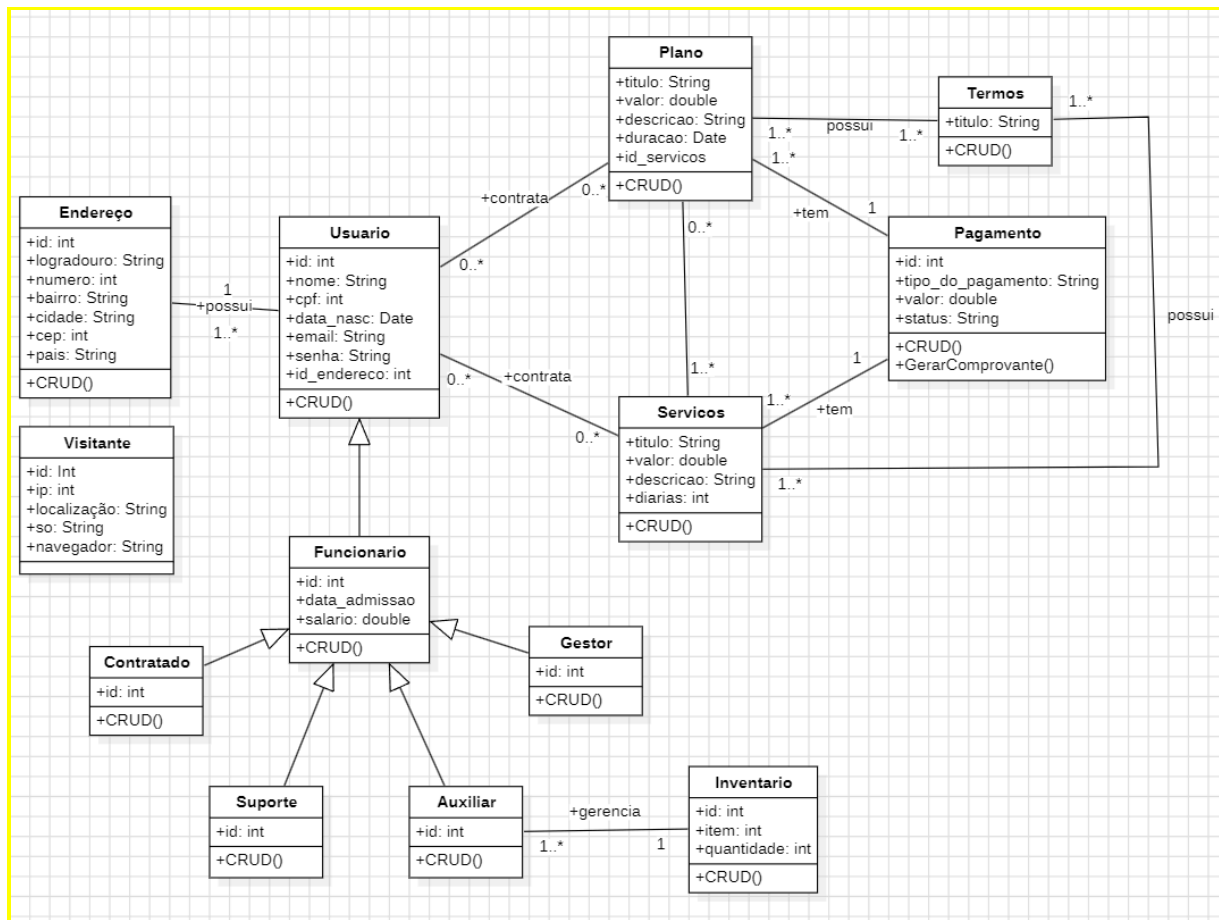 Plano
+titulo: String
+valor: double
+descricao: String
+duracao: Date
+id_servicos
+CRUD()
Termos
+titulo: String
+CRUD()
1..*
possui
1..*
1..*
1..*
+tem
1
+contrata
0..*
0..*
Endereço
+id: int
+logradouro: String
+numero: int
+bairro: String
+cidade: String
+cep: int
+pais: String
+CRUD()
1
+possui
1..*
Usuario
+id: int
+nome: String
+cpf: int
+data_nasc: Date
+email: String
+senha: String
+id_endereco: int
+CRUD()
0..*
1..*
Pagamento
+id: int
+tipo_do_pagamento: String
+valor: double
+status: String
+CRUD()
+GerarComprovante()
possui
+contrata
0..*
0..*
1
1..*
+tem
1..*
Servicos
+titulo: String
+valor: double
+descricao: String
+diarias: int
+CRUD()
Visitante
+id: Int
+ip: int
+localização: String
+so: String
+navegador: String
Funcionario
+id: int
+data_admissao
+salario: double
+CRUD()
Contratado
+id: int
+CRUD()
Gestor
+id: int
+CRUD()
Suporte
+id: int
+CRUD()
Auxiliar
+id: int
+CRUD()
+gerencia
1..*
1
Inventario
+id: int
+item: int
+quantidade: int
+CRUD()